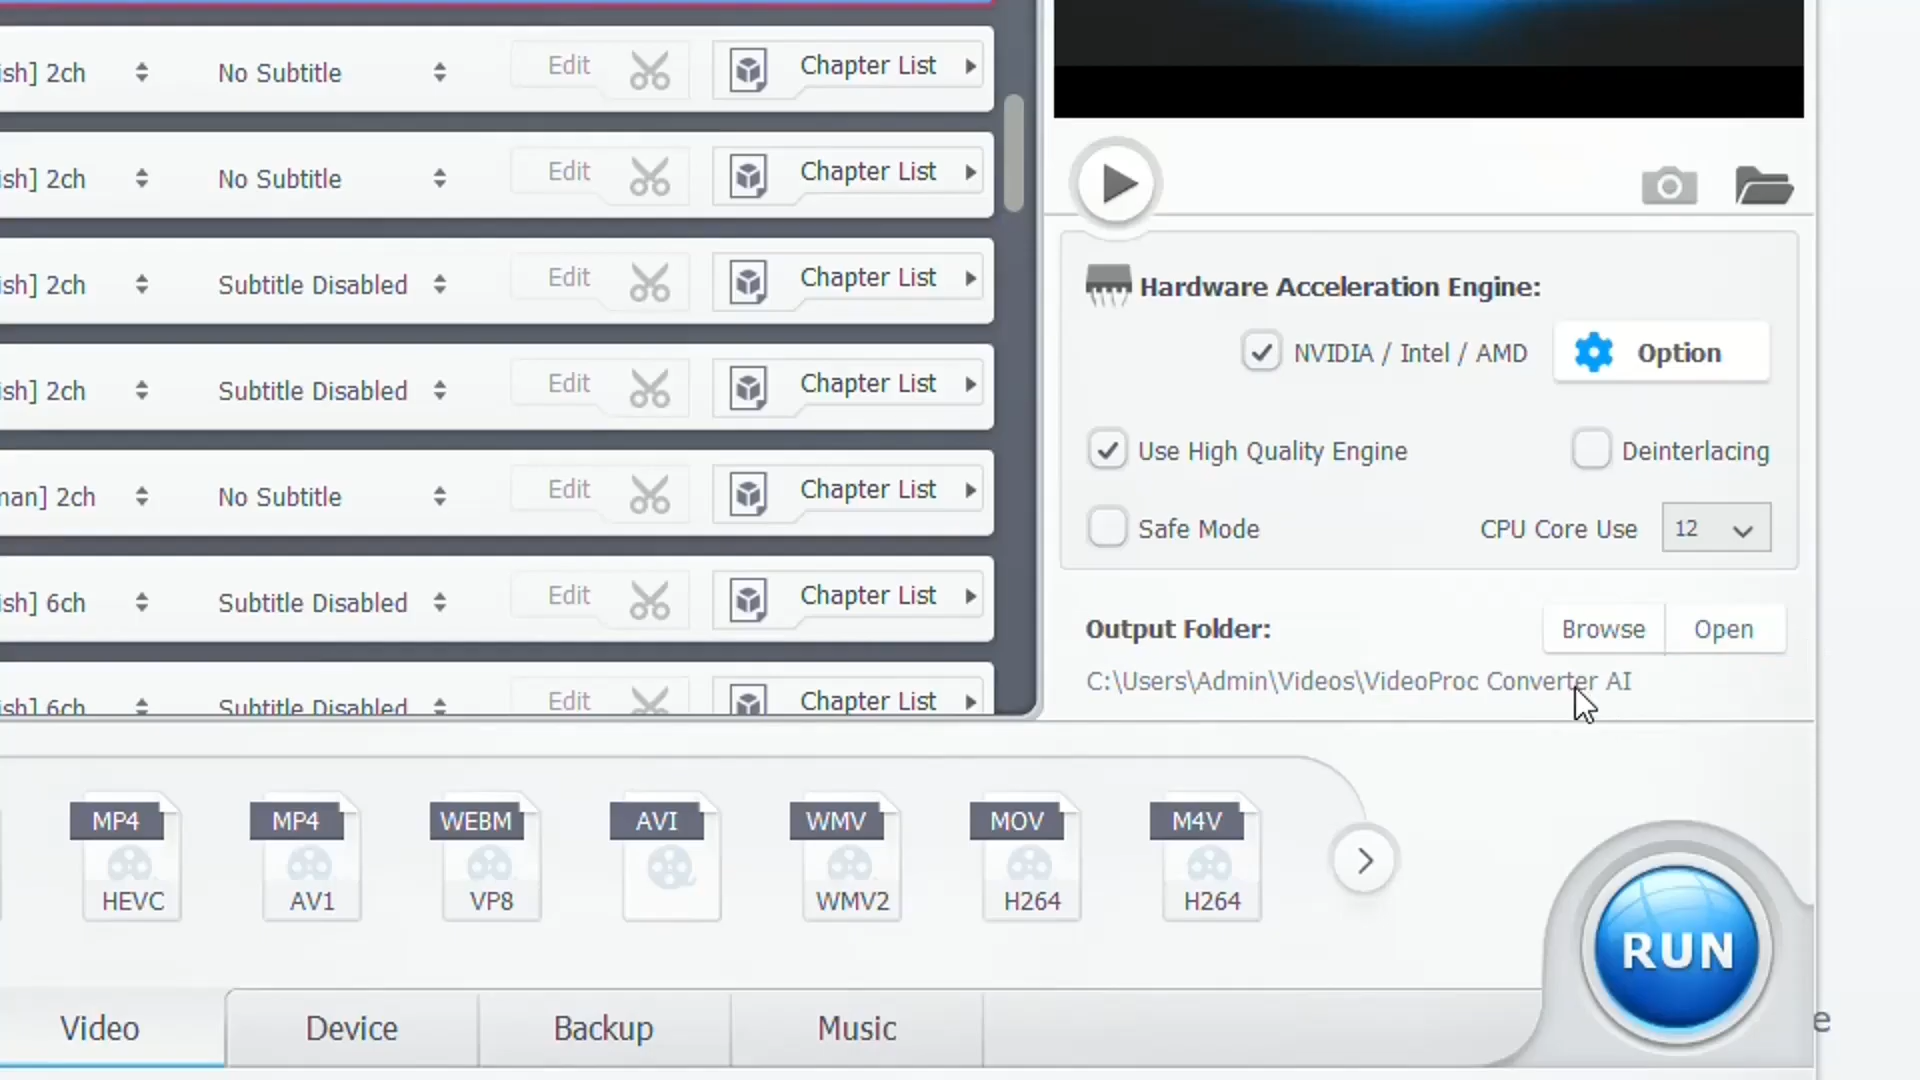 ish] 2ch No Subtitle Edit Chapter List
ish] 2ch No Subtitle Edit Chapter List
ish] 2ch Subtitle Disabled Edit Chapter List
ish] 2ch Subtitle Disabled Edit Chapter List
nan] 2ch No Subtitle Edit Chapter List
ish] 6ch Subtitle Disabled Edit Chapter List
ish] 6ch Subtitle Disabled Edit Chapter List
Hardware Acceleration Engine:
NVIDIA / Intel / AMD Option
Use High Quality Engine Deinterlacing
Safe Mode CPU Core Use 12
Output Folder: Browse Open
C:\Users\Admin\Videos\VideoProc Converter AI
MP4 MP4 WEBM AVI WMV MOV M4V
HEVC AV1 VP8 WMV2 H264 H264
RUN
Video Device Backup Music
e